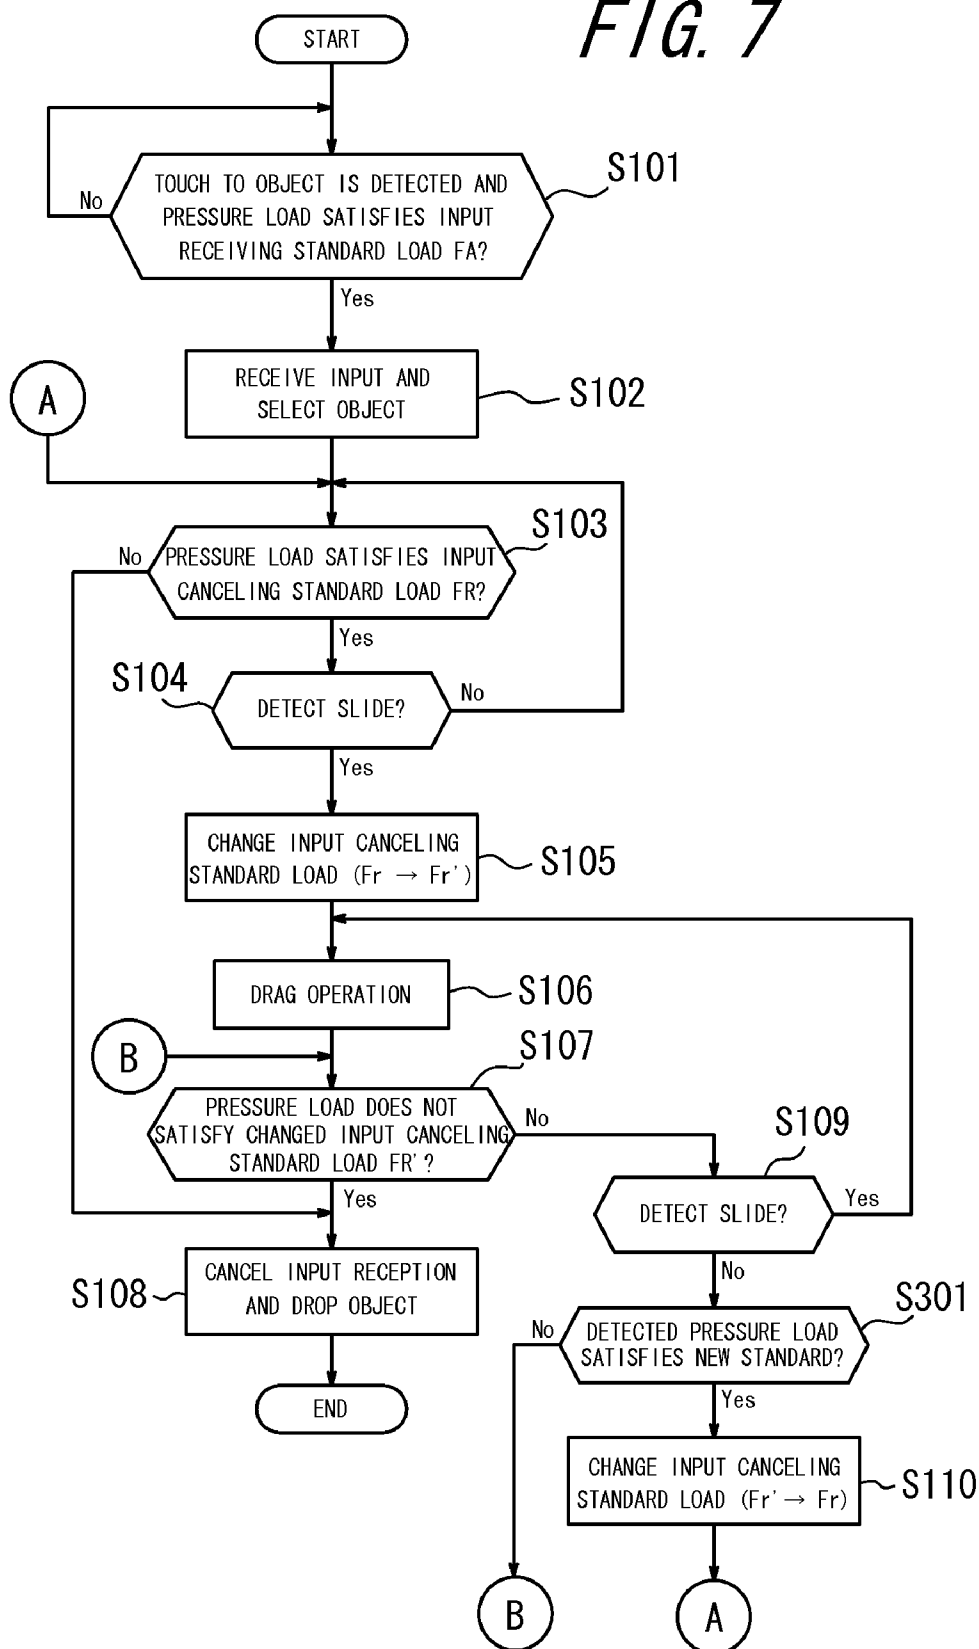 FIG. 7
START
TOUCH TO OBJECT IS DETECTED AND
PRESSURE LOAD SATISFIES INPUT
RECEIVING STANDARD LOAD FA?
S101
No
Yes
RECEIVE INPUT AND
SELECT OBJECT
S102
A
S103
PRESSURE LOAD SATISFIES INPUT
CANCELING STANDARD LOAD FR?
No
Yes
S104
DETECT SLIDE?
No
Yes
CHANGE INPUT CANCELING
STANDARD LOAD (Fr → Fr')
S105
DRAG OPERATION
S106
B
S107
PRESSURE LOAD DOES NOT
SATISFY CHANGED INPUT CANCELING
STANDARD LOAD FR'?
No
Yes
S109
DETECT SLIDE?
Yes
No
S108
CANCEL INPUT RECEPTION
AND DROP OBJECT
END
S301
DETECTED PRESSURE LOAD
SATISFIES NEW STANDARD?
No
Yes
CHANGE INPUT CANCELING
STANDARD LOAD (Fr' → Fr)
S110
B
A